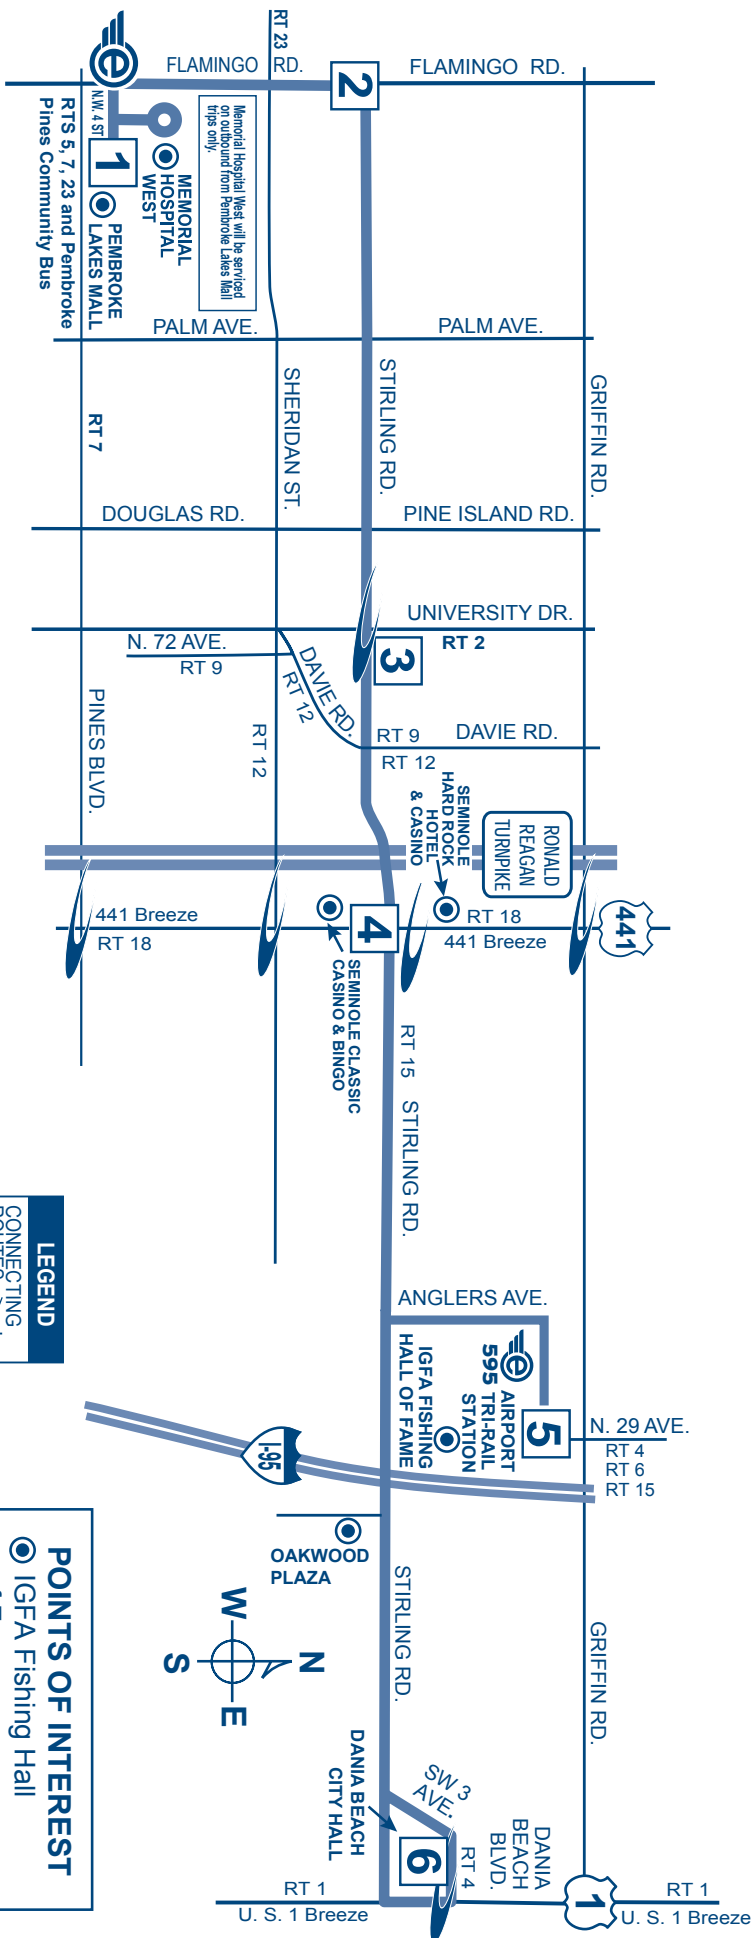 RT 23
FLAMINGO RD.
FLAMINGO RD.
2
e
N.W. 4 ST
1
MEMORIAL
HOSPITAL
WEST
PEMBROKE
LAKES MALL
RTS 5, 7, 23 and Pembroke
Pines Community Bus
Memorial Hospital West will be serviced
on outbound from Pembroke Lakes Mall
trips only.
PALM AVE.
PALM AVE.
RT 7
SHERIDAN ST.
STIRLING RD.
GRIFFIN RD.
DOUGLAS RD.
PINE ISLAND RD.
UNIVERSITY DR.
RT 2
3
N. 72 AVE.
RT 9
DAVIE RD.
RT 12
RT 9
DAVIE RD.
RT 12
PINES BLVD.
RT 12
SEMINOLE
HARD ROCK
HOTEL
& CASINO
RONALD
REAGAN
TURNPIKE
441 Breeze
RT 18
4
RT 18
441 Breeze
441
SEMINOLE CLASSIC
CASINO & BINGO
RT 15
STIRLING RD.
ANGLERS AVE.
e
595
AIRPORT
TRI-RAIL
STATION
IGFA FISHING
HALL OF FAME
5
N. 29 AVE.
RT 4
RT 6
RT 15
I-95
OAKWOOD
PLAZA
STIRLING RD.
GRIFFIN RD.
N
W
E
S
SW 3
AVE.
DANIA BEACH
CITY HALL
6
RT 4
DANIA
BEACH
BLVD.
RT 1
U. S. 1 Breeze
1
RT 1
U. S. 1 Breeze
LEGEND
CONNECTING
POINTS OF INTEREST
IGFA Fishing Hall